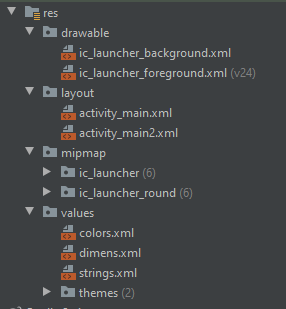 res
drawable
ic_launcher_background.xml
ic_launcher_foreground.xml (v24)
layout
activity_main.xml
activity_main2.xml
mipmap
ic_launcher (6)
ic_launcher_round (6)
values
colors.xml
dimens.xml
strings.xml
themes (2)